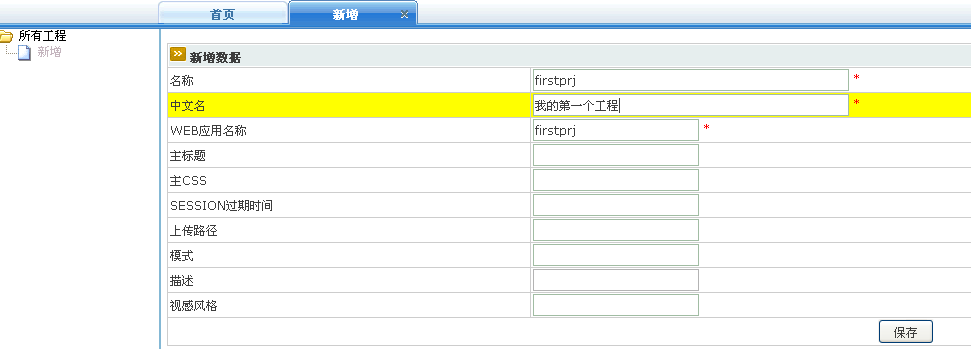 首页
新增
所有工程
新增
新增数据
名称 firstprj *
中文名 我的第一个工程 *
WEB应用名称 firstprj *
主标题
主CSS
SESSION过期时间
上传路径
模式
描述
视感风格
保存